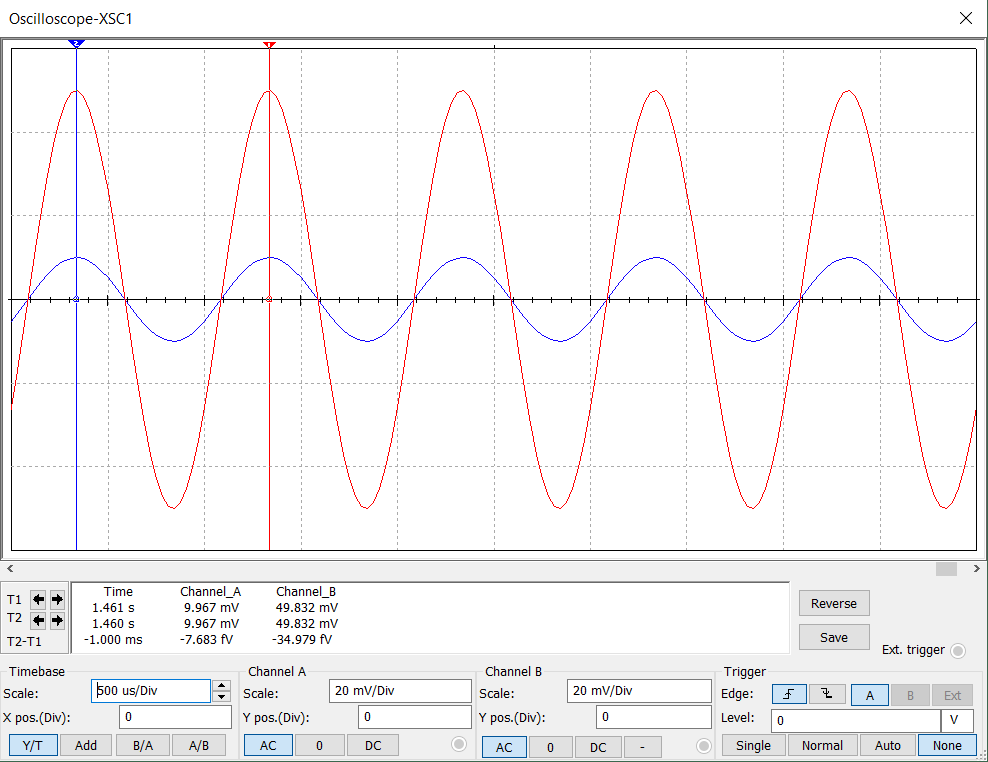 Oscilloscope-XSC1
2
1
Time Channel_A Channel_B
T1 1.461 s 9.967 mV 49.832 mV
T2 1.460 s 9.967 mV 49.832 mV
T2-T1 -1.000 ms -7.683 fV -34.979 fV
Reverse
Save
Ext. trigger
Timebase
Scale: 500 us/Div
X pos.(Div): 0
Y/T Add B/A A/B
Channel A
Scale: 20 mV/Div
Y pos.(Div): 0
AC 0 DC
Channel B
Scale: 20 mV/Div
Y pos.(Div): 0
AC 0 DC -
Trigger
Edge: A B Ext
Level: 0 V
Single Normal Auto None